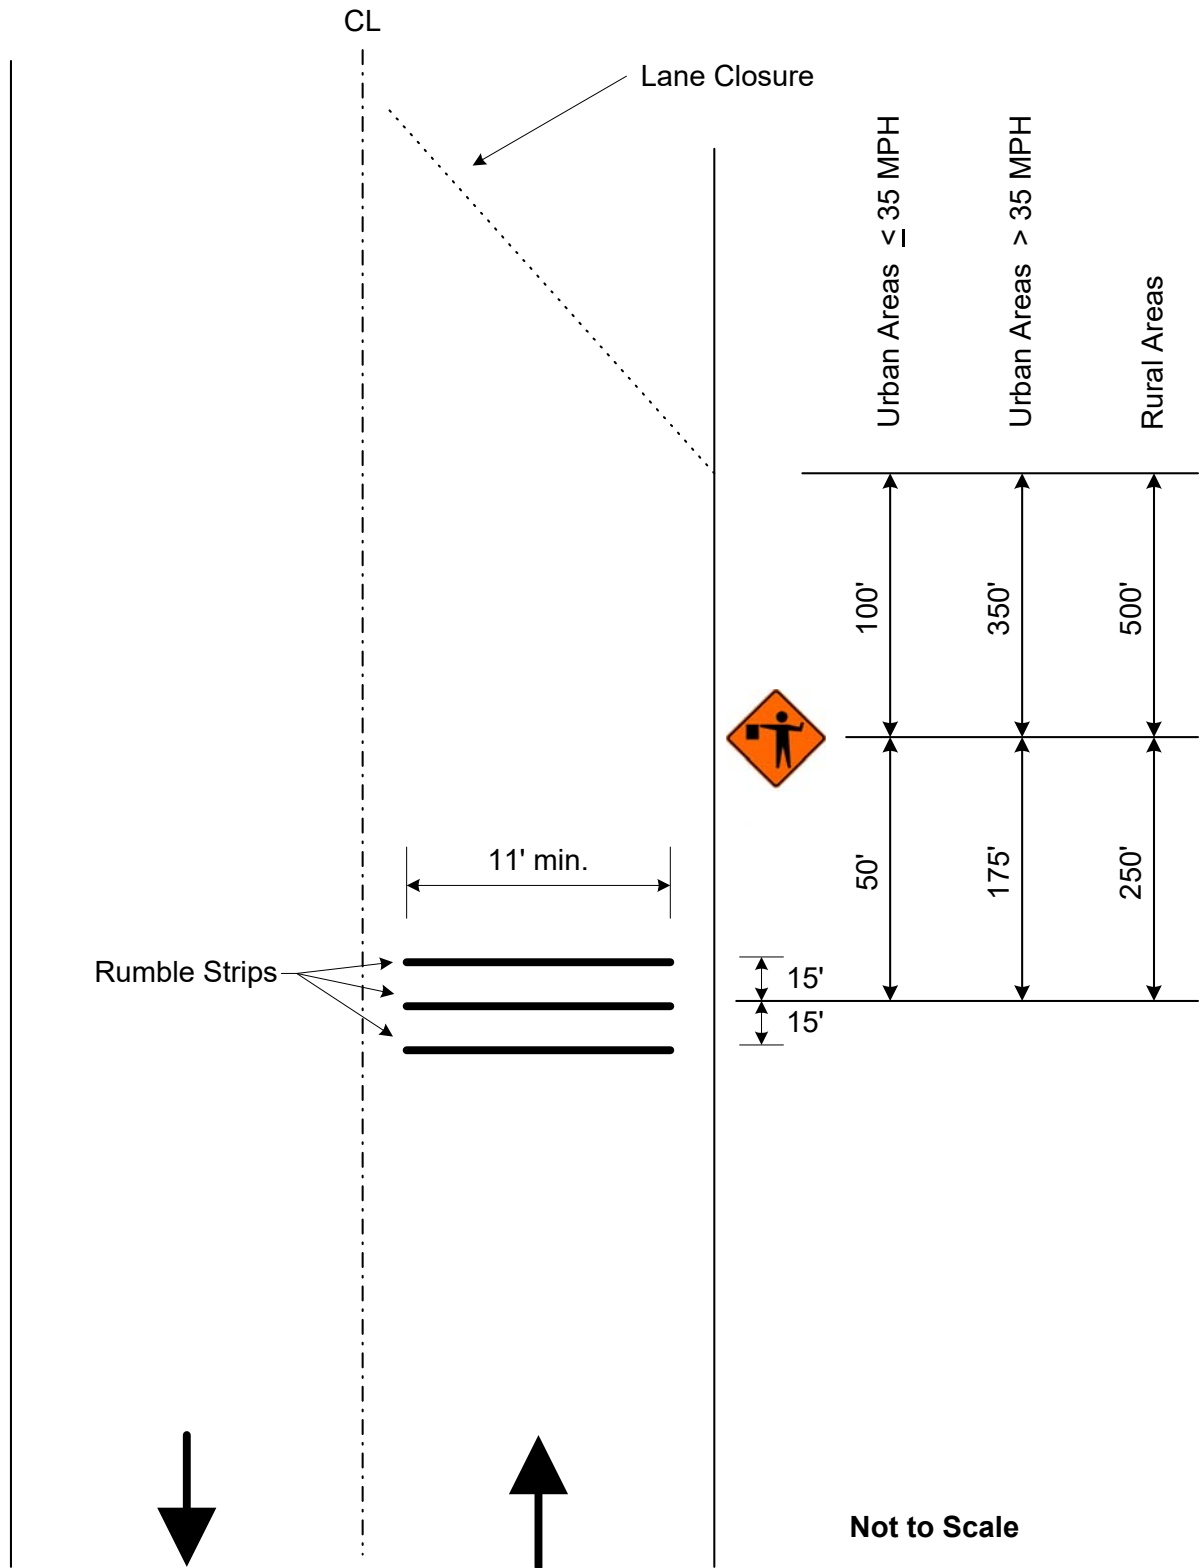 CL
Lane Closure
Urban Areas ≤ 35 MPH
Urban Areas > 35 MPH
Rural Areas
100'
350'
500'
11' min.
50'
175'
250'
Rumble Strips
15'
15'
Not to Scale